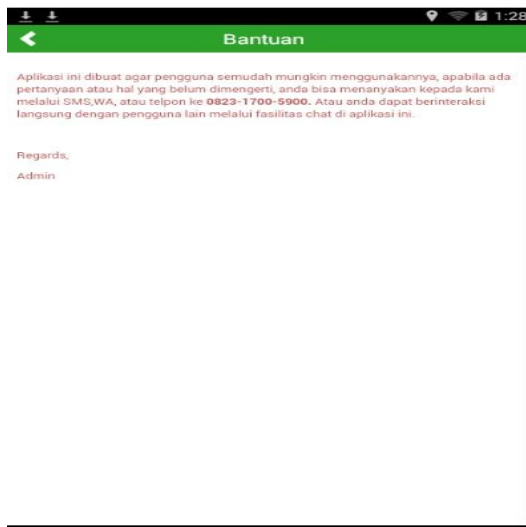 1:28
Bantuan
Aplikasi ini dibuat agar pengguna semudah mungkin menggunakannya, apabila ada
pertanyaan atau hal yang belum dimengerti, anda bisa menanyakan kepada kami
melalui SMS,WA, atau telpon ke 0823-1700-5900. Atau anda dapat berinteraksi
langsung dengan pengguna lain melalui fasilitas chat di aplikasi ini.
Regards,
Admin